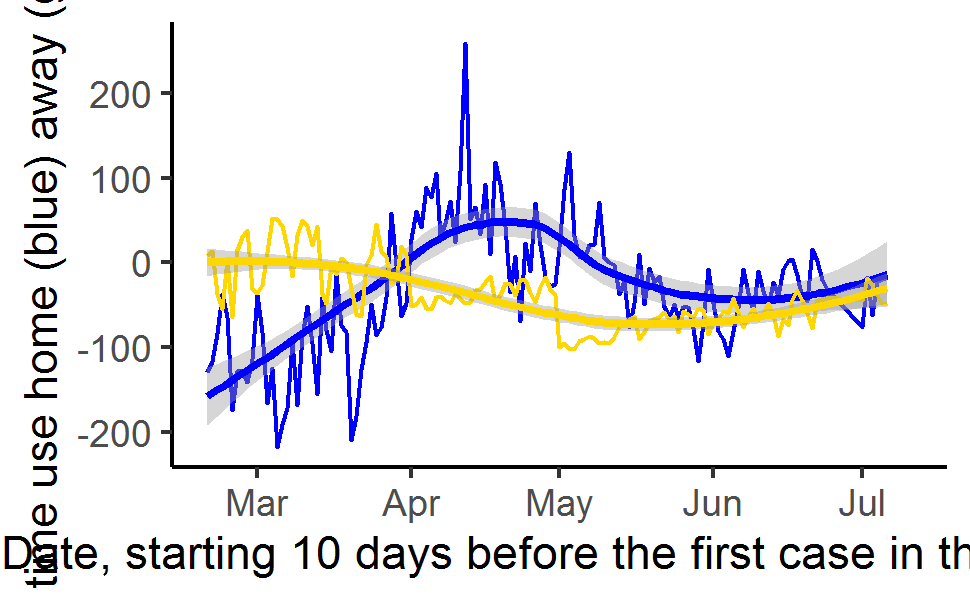 time use home (blue) away (
200
100
0
-100
-200
Mar Apr May Jun Jul
Date, starting 10 days before the first case in th